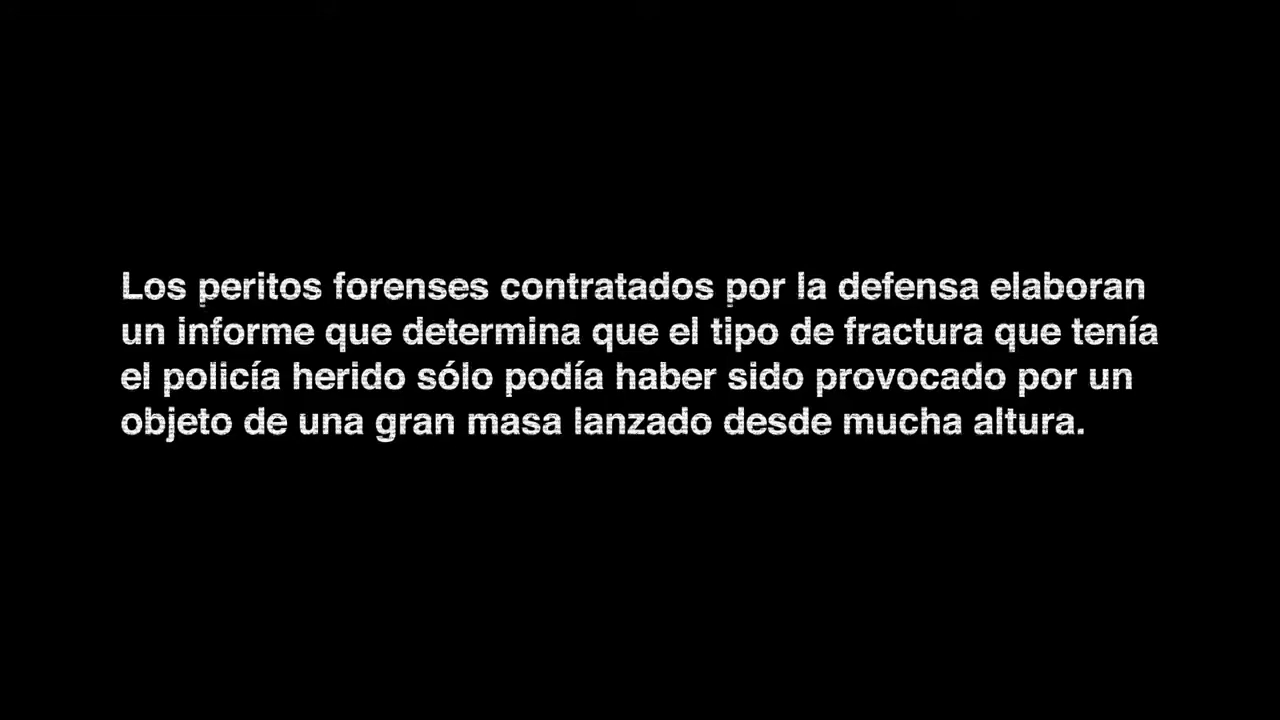 Los peritos forenses contratados por la defensa elaboran
un informe que determina que el tipo de fractura que tenía
el policía herido sólo podía haber sido provocado por un
objeto de una gran masa lanzado desde mucha altura.